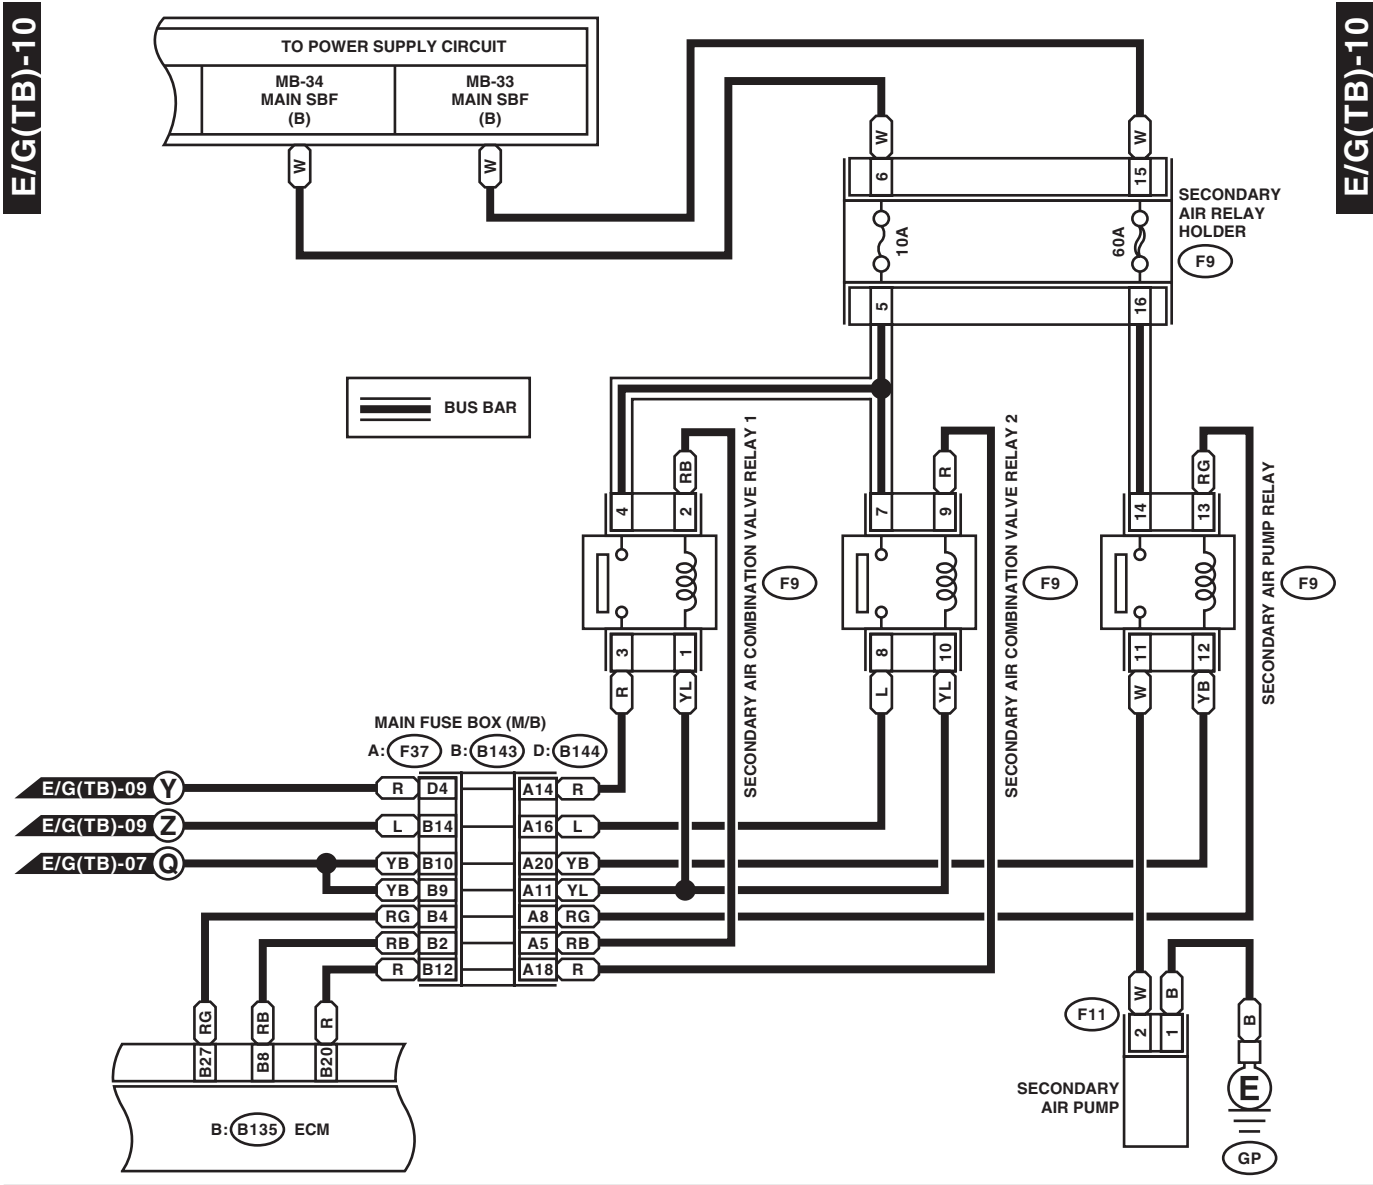 E/G(TB)-10
E/G(TB)-10
TO POWER SUPPLY CIRCUIT
MB-34
MAIN SBF
(B)
MB-33
MAIN SBF
(B)
W
W
W
W
6
15
SECONDARY
AIR RELAY
HOLDER
F9
10A
60A
5
16
BUS BAR
RB
R
RG
4
2
7
9
14
13
SECONDARY AIR COMBINATION VALVE RELAY 1
SECONDARY AIR COMBINATION VALVE RELAY 2
SECONDARY AIR PUMP RELAY
F9
F9
F9
3
1
8
10
11
12
R
YL
L
YL
W
YB
MAIN FUSE BOX (M/B)
A: F37 B: B143 D: B144
E/G(TB)-09 Y R D4 A14 R
E/G(TB)-09 Z L B14 A16 L
E/G(TB)-07 Q YB B10 A20 YB
YB B9 A11 YL
RG B4 A8 RG
RB B2 A5 RB
R B12 A18 R
RG
RB
R
B27
B8
B20
B: B135 ECM
W
B
B
F11
2
1
SECONDARY
AIR PUMP
E
GP